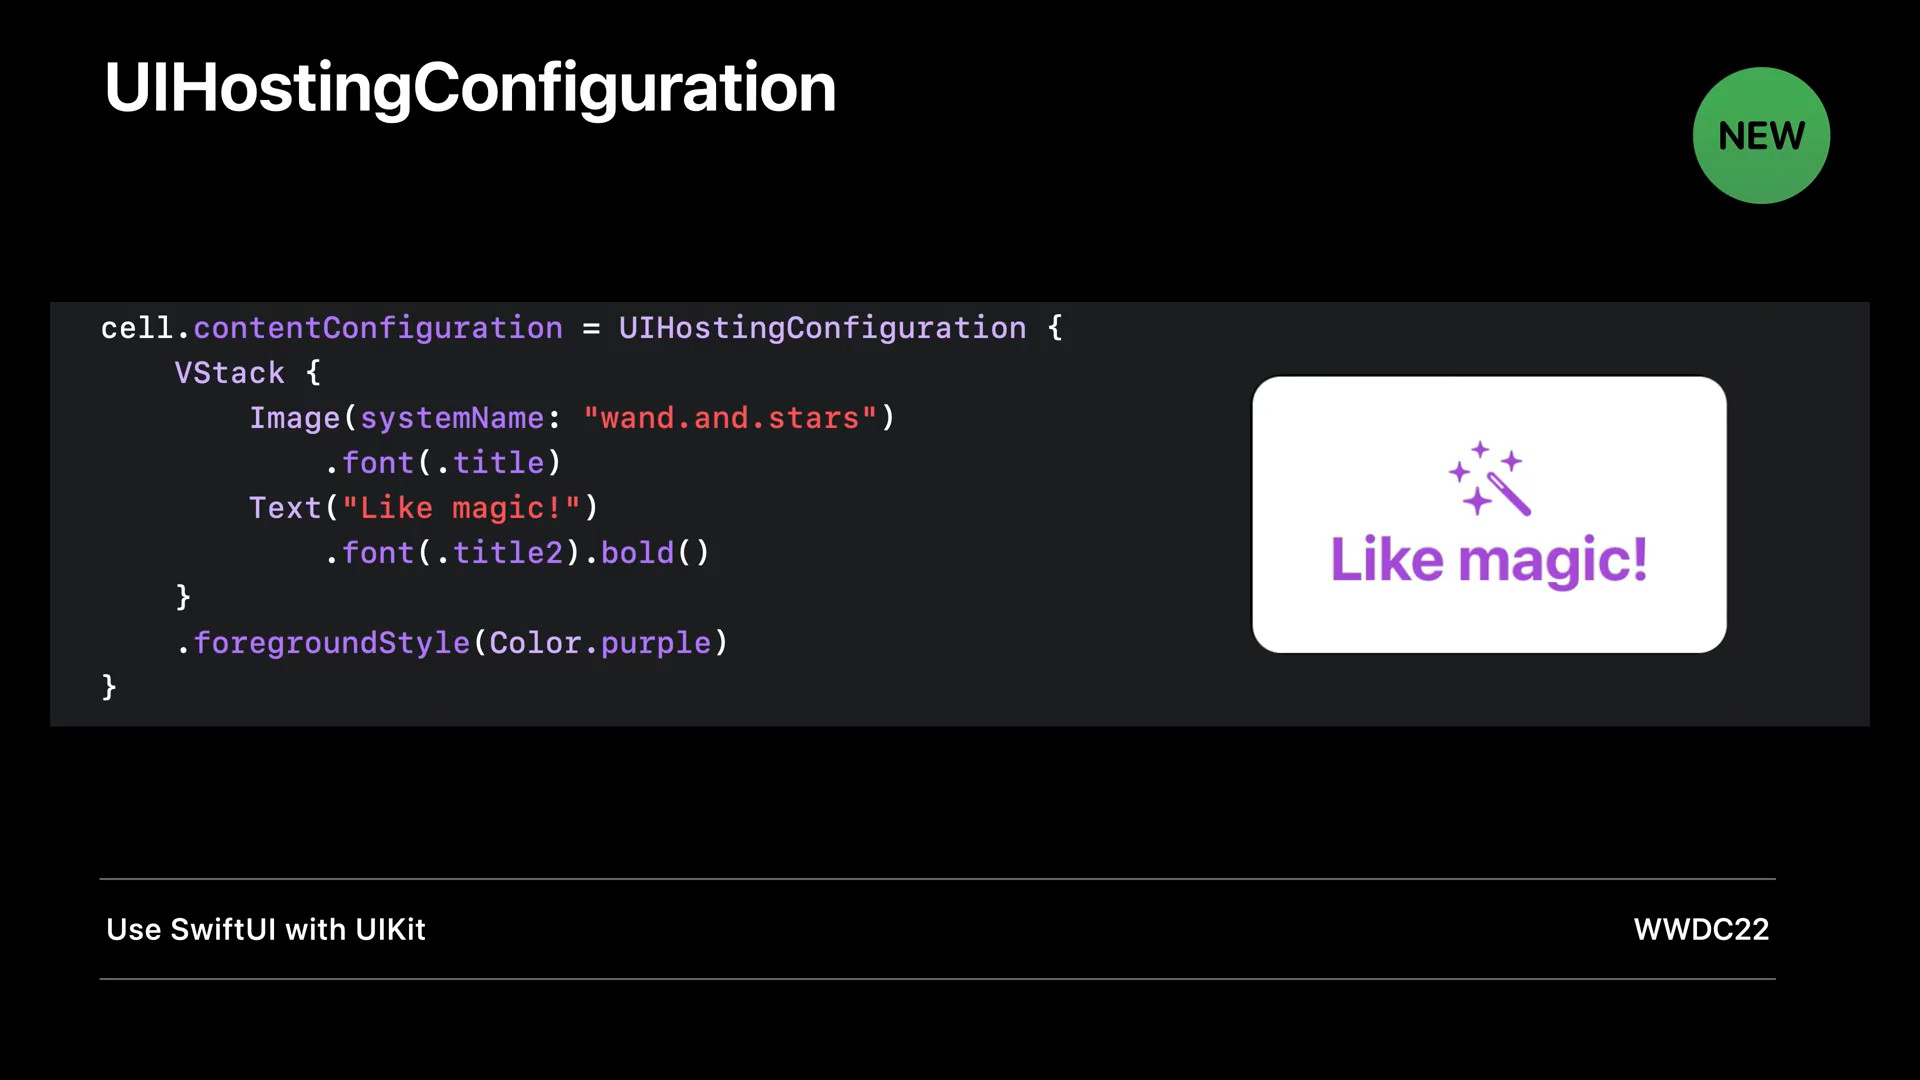 UIHostingConfiguration
NEW
cell.contentConfiguration = UIHostingConfiguration {
    VStack {
        Image(systemName: "wand.and.stars")
            .font(.title)
        Text("Like magic!")
            .font(.title2).bold()
    }
    .foregroundStyle(Color.purple)
}
Like magic!
Use SwiftUI with UIKit
WWDC22